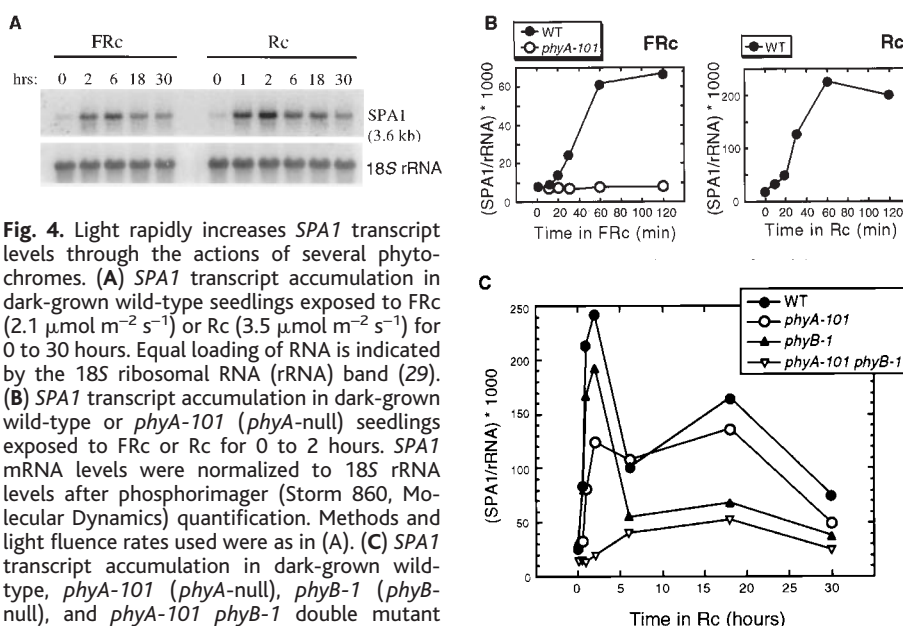 A
FRc Rc
hrs: 0 2 6 18 30 0 1 2 6 18 30
SPA1
(3.6 kb)
18S rRNA
Fig. 4. Light rapidly increases SPA1 transcript
levels through the actions of several phyto-
chromes. (A) SPA1 transcript accumulation in
dark-grown wild-type seedlings exposed to FRc
(2.1 μmol m⁻² s⁻¹) or Rc (3.5 μmol m⁻² s⁻¹) for
0 to 30 hours. Equal loading of RNA is indicated
by the 18S ribosomal RNA (rRNA) band (29).
(B) SPA1 transcript accumulation in dark-grown
wild-type or phyA-101 (phyA-null) seedlings
exposed to FRc or Rc for 0 to 2 hours. SPA1
mRNA levels were normalized to 18S rRNA
levels after phosphorimager (Storm 860, Mo-
lecular Dynamics) quantification. Methods and
light fluence rates used were as in (A). (C) SPA1
transcript accumulation in dark-grown wild-
type, phyA-101 (phyA-null), phyB-1 (phyB-
null), and phyA-101 phyB-1 double mutant
B
WT
phyA-101
FRc
(SPA1/rRNA) * 1000
60
40
20
0
0 20 40 60 80 100 120
Time in FRc (min)
WT
Rc
(SPA1/rRNA) * 1000
200
100
0
0 20 40 60 80 100 120
Time in Rc (min)
C
WT
phyA-101
phyB-1
phyA-101 phyB-1
(SPA1/rRNA) * 1000
250
200
150
100
50
0
0 5 10 15 20 25 30
Time in Rc (hours)